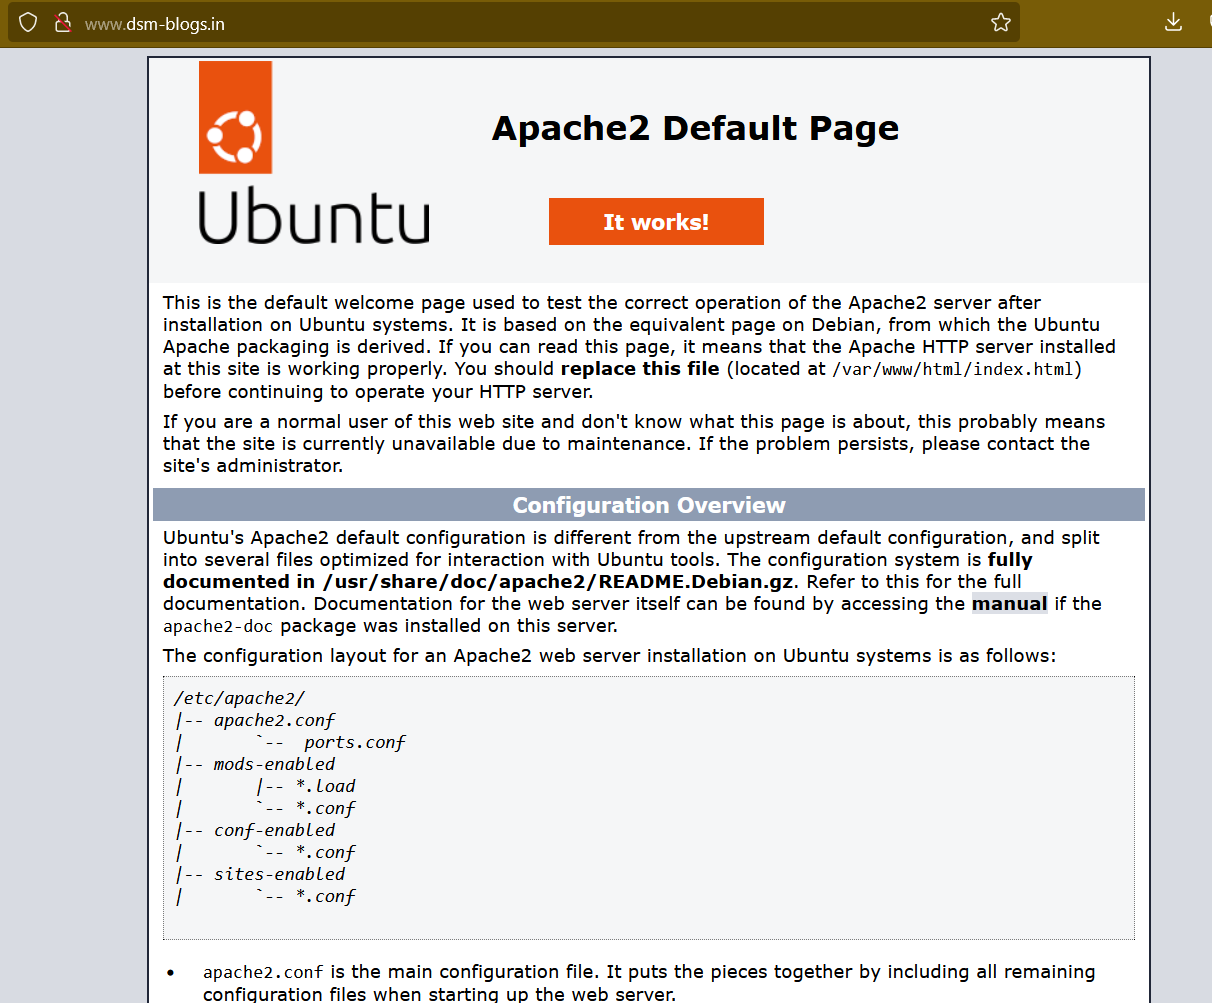 www.dsm-blogs.in
Ubuntu
Apache2 Default Page
It works!
This is the default welcome page used to test the correct operation of the Apache2 server after
installation on Ubuntu systems. It is based on the equivalent page on Debian, from which the Ubuntu
Apache packaging is derived. If you can read this page, it means that the Apache HTTP server installed
at this site is working properly. You should replace this file (located at /var/www/html/index.html)
before continuing to operate your HTTP server.
If you are a normal user of this web site and don't know what this page is about, this probably means
that the site is currently unavailable due to maintenance. If the problem persists, please contact the
site's administrator.
Configuration Overview
Ubuntu's Apache2 default configuration is different from the upstream default configuration, and split
into several files optimized for interaction with Ubuntu tools. The configuration system is fully
documented in /usr/share/doc/apache2/README.Debian.gz. Refer to this for the full
documentation. Documentation for the web server itself can be found by accessing the manual if the
apache2-doc package was installed on this server.
The configuration layout for an Apache2 web server installation on Ubuntu systems is as follows:
/etc/apache2/
|-- apache2.conf
|       `--  ports.conf
|-- mods-enabled
|       |-- *.load
|       `-- *.conf
|-- conf-enabled
|       `-- *.conf
|-- sites-enabled
|       `-- *.conf
• apache2.conf is the main configuration file. It puts the pieces together by including all remaining
configuration files when starting up the web server.